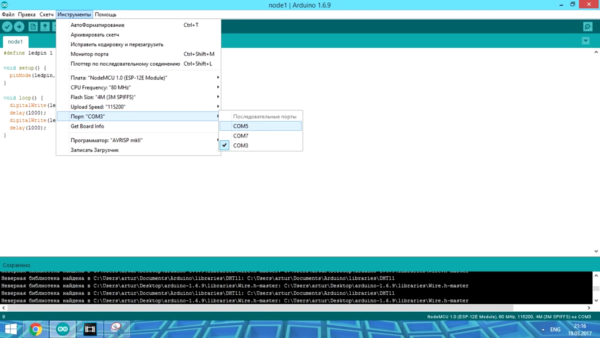 node1 | Arduino 1.6.9
Файл Правка Скетч Инструменты Помощь
АвтоФорматирование Ctrl+T
Архивировать скетч
Исправить кодировку и перезагрузить
Монитор порта Ctrl+Shift+M
Плоттер по последовательному соединению Ctrl+Shift+L
Плата: "NodeMCU 1.0 (ESP-12E Module)"
CPU Frequency: "80 MHz"
Flash Size: "4M (3M SPIFFS)"
Upload Speed: "115200"
Порт: "COM3"
Get Board Info
Программатор: "AVRISP mkII"
Записать Загрузчик
Последовательные порты
COM5
COM7
COM3
node1
#define ledpin 1
void setup() {
pinMode(ledpin,
}
void loop() {
digitalWrite(le
delay(1000);
digitalWrite(le
delay(1000);
}
Сохранено
Неверная библиотека найдена в C:\Users\artur\Documents\Arduino\libraries\DHT11: C:\Users\artur\Documents\Arduino\libraries\DHT11
Неверная библиотека найдена в C:\Users\artur\Desktop\arduino-1.6.9\libraries\Wire.h-master: C:\Users\artur\Desktop\arduino-1.6.9\libraries\Wire.h-master
Неверная библиотека найдена в C:\Users\artur\Documents\Arduino\libraries\DHT11: C:\Users\artur\Documents\Arduino\libraries\DHT11
Неверная библиотека найдена в C:\Users\artur\Desktop\arduino-1.6.9\libraries\Wire.h-master: C:\Users\artur\Desktop\arduino-1.6.9\libraries\Wire.h-master
NodeMCU 1.0 (ESP-12E Module), 80 MHz, 115200, 4M (3M SPIFFS) на COM3
ENG
21:16